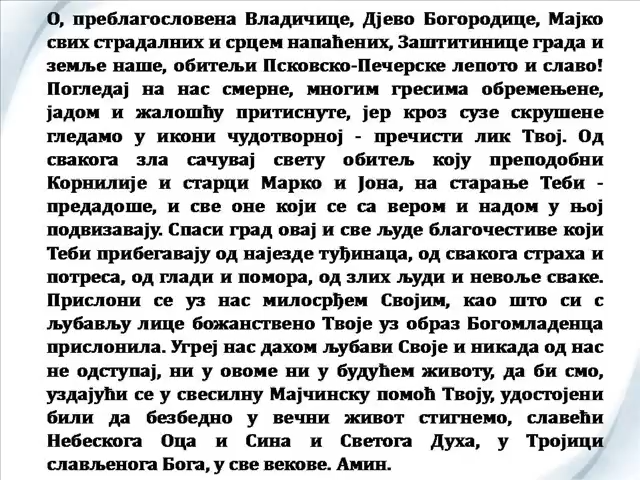 О, преблагословена Владичице, Дјево Богородице, Мајко
свих страдалних и срцем напаћених, Заштитинице града и
земље наше, обитељи Псковско-Печерске лепото и славо!
Погледај на нас смерне, многим гресима обремењене,
јадом и жалошћу притиснуте, јер кроз сузе скрушене
гледамо у икони чудотворној - пречисти лик Твој. Од
свакога зла сачувај свету обитељ коју преподобни
Корнилије и старци Марко и Јона, на старање Теби -
предадоше, и све оне који се са вером и надом у њој
подвизавају. Спаси град овај и све људе благочестиве који
Теби прибегавају од најезде туђинаца, од свакога страха и
потреса, од глади и помора, од злих људи и невоље сваке.
Прислони се уз нас милосрђем Својим, као што си с
љубављу лице божанствено Твоје уз образ Богомладенца
прислонила. Угреј нас дахом љубави Своје и никада од нас
не одступај, ни у овоме ни у будућем животу, да би смо,
уздајући се у свесилну Мајчинску помоћ Твоју, удостојени
били да безбедно у вечни живот стигнемо, славећи
Небескога Оца и Сина и Светога Духа, у Тројици
слављенога Бога, у све векове. Амин.